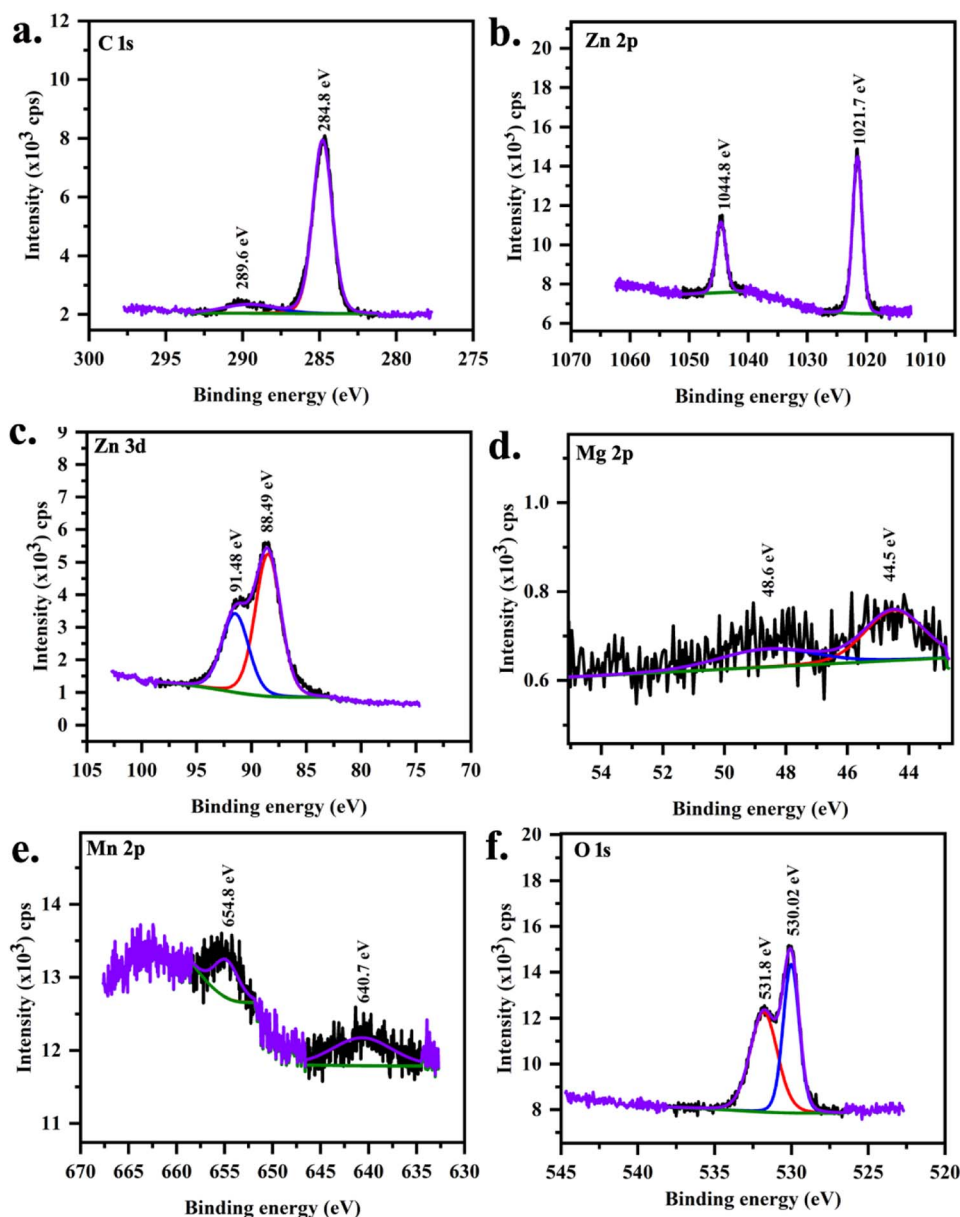 a.
C 1s
Intensity (x10³) cps
12
10
8
6
4
2
289.6 eV
284.8 eV
300 295 290 285 280 275
Binding energy (eV)
b.
Zn 2p
Intensity (x10³) cps
20
18
16
14
12
10
8
6
1044.8 eV
1021.7 eV
1070 1060 1050 1040 1030 1020 1010
Binding energy (eV)
c.
Zn 3d
Intensity (x10³) cps
9
8
7
6
5
4
3
2
1
0
91.48 eV
88.49 eV
105 100 95 90 85 80 75 70
Binding energy (eV)
d.
Mg 2p
Intensity (x10³) cps
1.0
0.8
0.6
48.6 eV
44.5 eV
54 52 50 48 46 44
Binding energy (eV)
e.
Mn 2p
Intensity (x10³) cps
14
13
12
11
654.8 eV
640.7 eV
670 665 660 655 650 645 640 635 630
Binding energy (eV)
f.
O 1s
Intensity (x10³) cps
20
18
16
14
12
10
8
531.8 eV
530.02 eV
545 540 535 530 525 520
Binding energy (eV)